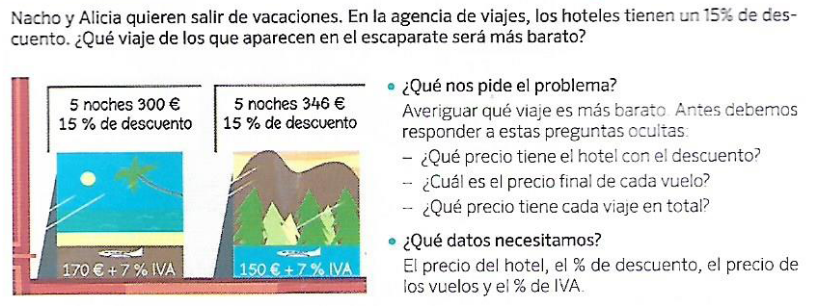 Nacho y Alicia quieren salir de vacaciones. En la agencia de viajes, los hoteles tienen un 15% de des-
cuento. ¿Qué viaje de los que aparecen en el escaparate será más barato?
5 noches 300 €
15 % de descuento
170 € + 7 % IVA
5 noches 346 €
15 % de descuento
150 € + 7 % IVA
• ¿Qué nos pide el problema?
Averiguar qué viaje es más barato. Antes debemos
responder a estas preguntas ocultas:
– ¿Qué precio tiene el hotel con el descuento?
– ¿Cuál es el precio final de cada vuelo?
– ¿Qué precio tiene cada viaje en total?
• ¿Qué datos necesitamos?
El precio del hotel, el % de descuento, el precio de
los vuelos y el % de IVA.